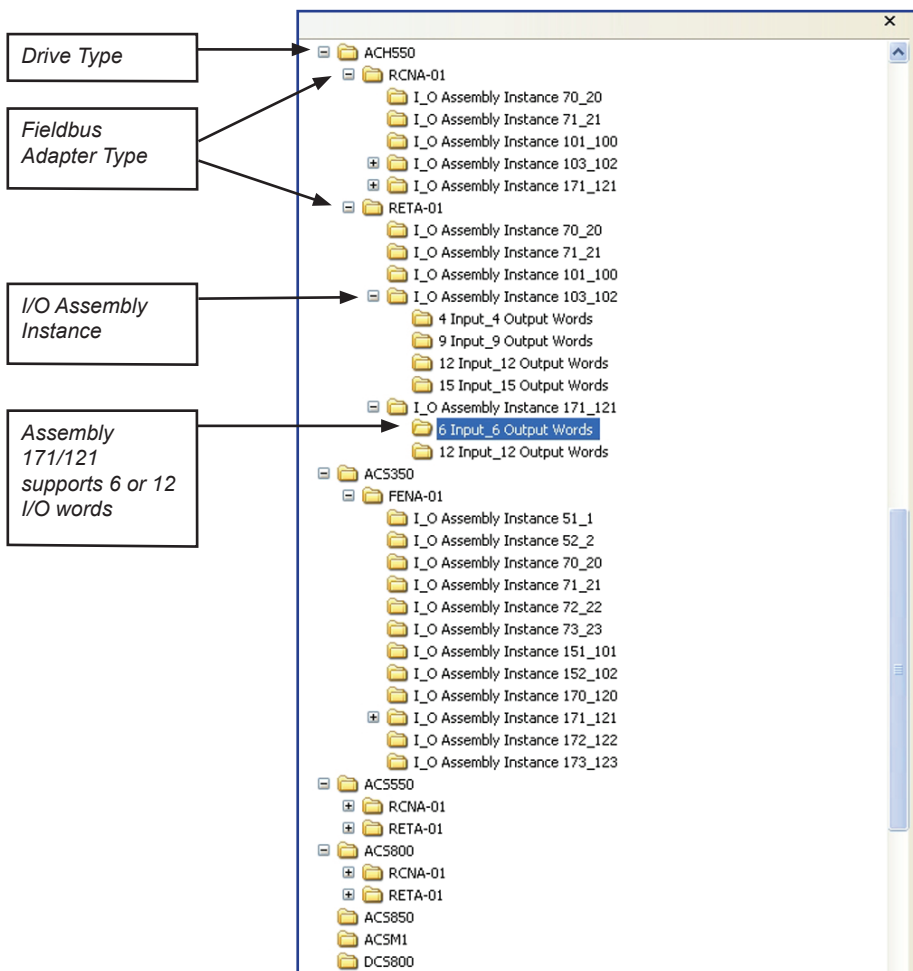 Drive Type
Fieldbus
Adapter Type
I/O Assembly
Instance
Assembly
171/121
supports 6 or 12
I/O words
ACH550
RCNA-01
I_O Assembly Instance 70_20
I_O Assembly Instance 71_21
I_O Assembly Instance 101_100
I_O Assembly Instance 103_102
I_O Assembly Instance 171_121
RETA-01
I_O Assembly Instance 70_20
I_O Assembly Instance 71_21
I_O Assembly Instance 101_100
I_O Assembly Instance 103_102
4 Input_4 Output Words
9 Input_9 Output Words
12 Input_12 Output Words
15 Input_15 Output Words
I_O Assembly Instance 171_121
6 Input_6 Output Words
12 Input_12 Output Words
ACS350
FENA-01
I_O Assembly Instance 51_1
I_O Assembly Instance 52_2
I_O Assembly Instance 70_20
I_O Assembly Instance 71_21
I_O Assembly Instance 72_22
I_O Assembly Instance 73_23
I_O Assembly Instance 151_101
I_O Assembly Instance 152_102
I_O Assembly Instance 170_120
I_O Assembly Instance 171_121
I_O Assembly Instance 172_122
I_O Assembly Instance 173_123
ACS550
RCNA-01
RETA-01
ACS800
RCNA-01
RETA-01
ACS850
ACSM1
DCS800